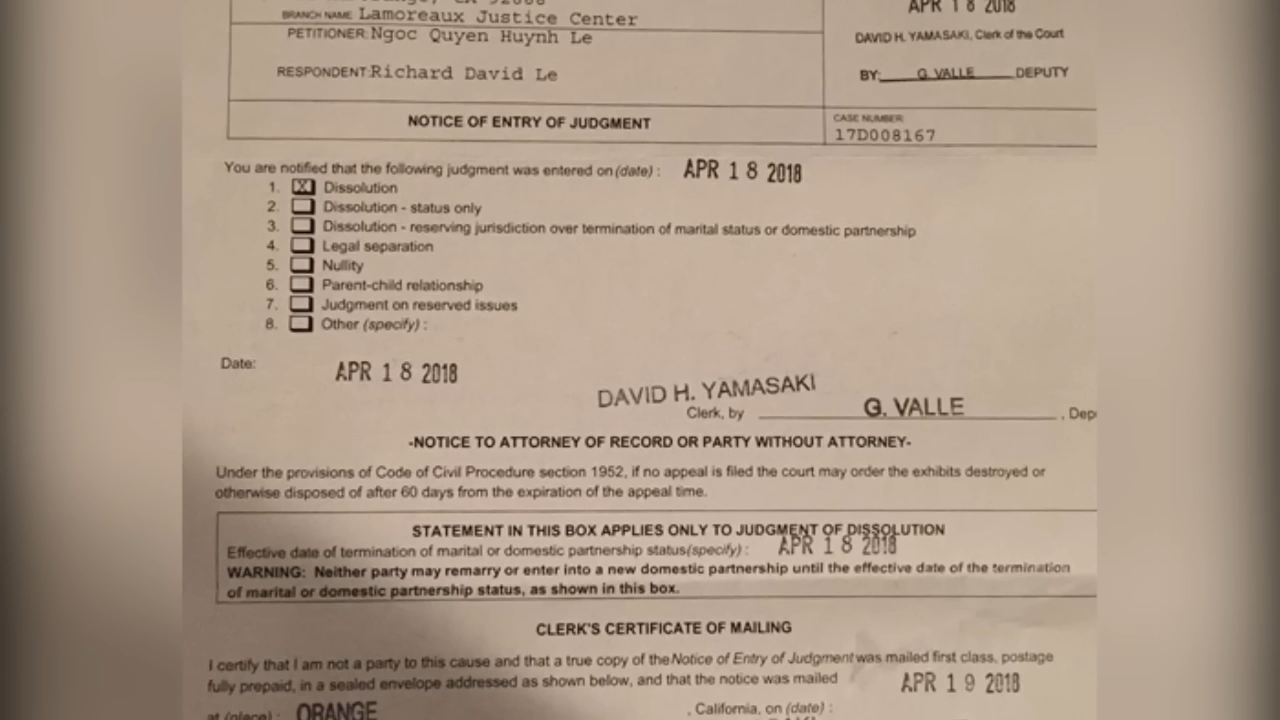 BRANCH NAME: Lamoreaux Justice Center
PETITIONER: Ngoc Quyen Huynh Le
RESPONDENT: Richard David Le
APR 18 2018
DAVID H. YAMASAKI, Clerk of the Court
BY: G. VALLE DEPUTY
NOTICE OF ENTRY OF JUDGMENT
CASE NUMBER:
17D008167
You are notified that the following judgment was entered on (date) : APR 18 2018
1. X Dissolution
2. Dissolution - status only
3. Dissolution - reserving jurisdiction over termination of marital status or domestic partnership
4. Legal separation
5. Nullity
6. Parent-child relationship
7. Judgment on reserved issues
8. Other (specify) :
Date: APR 18 2018
DAVID H. YAMASAKI
Clerk, by G. VALLE , Dep
-NOTICE TO ATTORNEY OF RECORD OR PARTY WITHOUT ATTORNEY-
Under the provisions of Code of Civil Procedure section 1952, if no appeal is filed the court may order the exhibits destroyed or
otherwise disposed of after 60 days from the expiration of the appeal time.
STATEMENT IN THIS BOX APPLIES ONLY TO JUDGMENT OF DISSOLUTION
Effective date of termination of marital or domestic partnership status (specify) : APR 18 2018
WARNING: Neither party may remarry or enter into a new domestic partnership until the effective date of the termination
of marital or domestic partnership status, as shown in this box.
CLERK'S CERTIFICATE OF MAILING
I certify that I am not a party to this cause and that a true copy of the Notice of Entry of Judgment was mailed first class, postage
fully prepaid, in a sealed envelope addressed as shown below, and that the notice was mailed APR 19 2018
at (place) : ORANGE , California, on (date) :